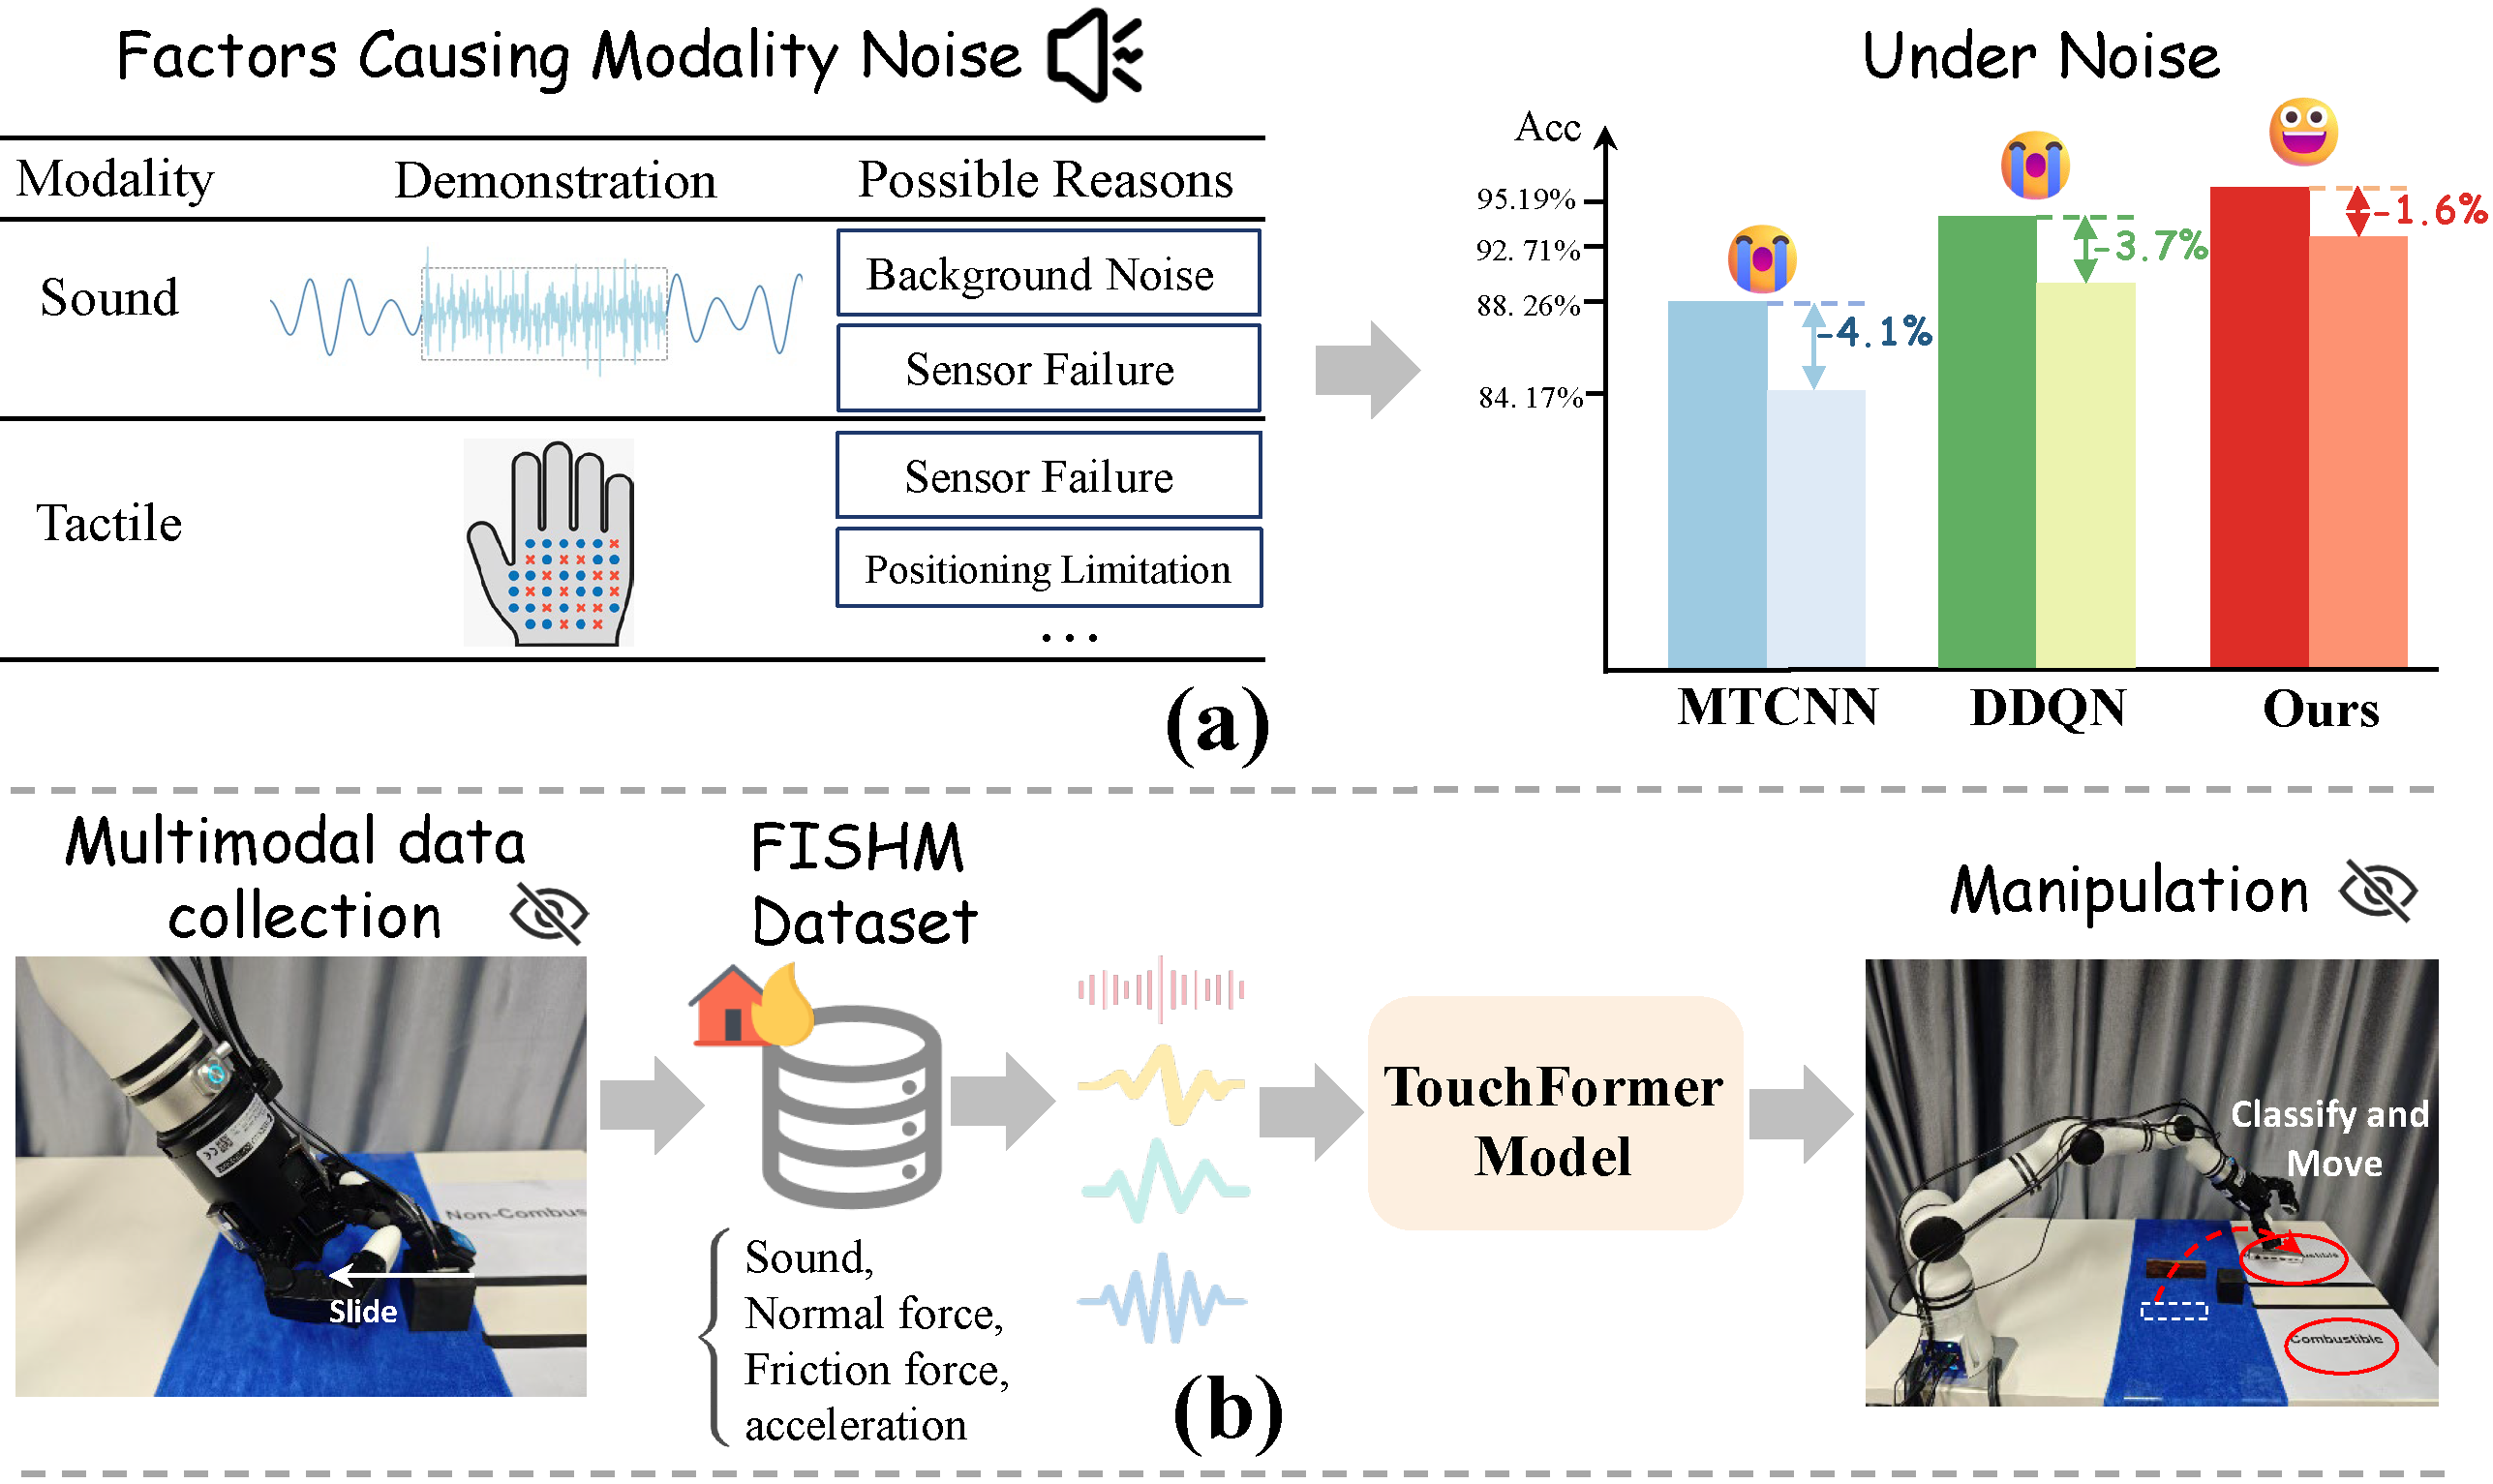 Factors Causing Modality Noise
Modality Demonstration Possible Reasons
Sound
Background Noise
Sensor Failure
Tactile
Sensor Failure
Positioning Limitation
...
(a)
Under Noise
Acc
95.19%
92. 71%
88. 26%
84. 17%
-4.1%
-3.7%
-1.6%
MTCNN DDQN Ours
Multimodal data
collection
Non-Combus
Slide
FISHM
Dataset
Sound,
Normal force,
Friction force,
acceleration
(b)
TouchFormer
Model
Manipulation
Classify and
Move
Combustible